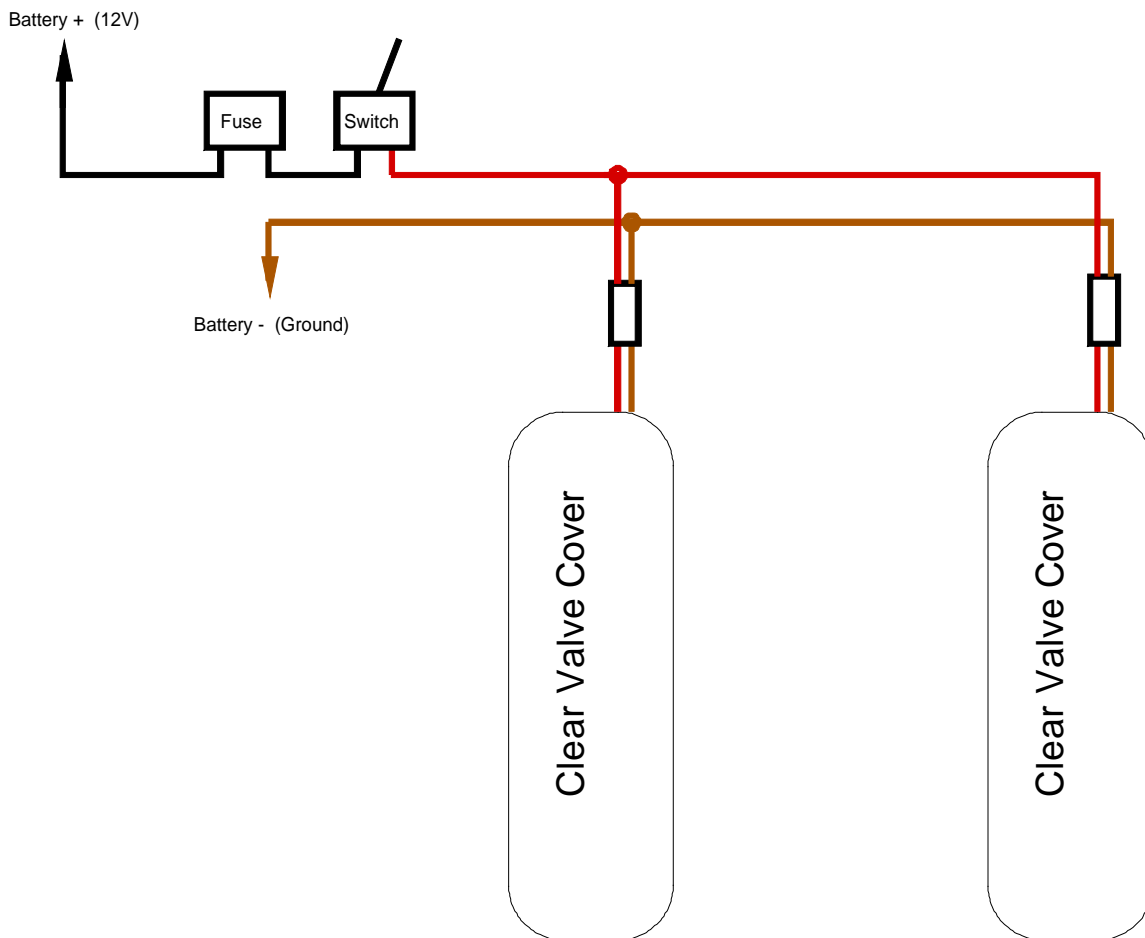 Battery +  (12V)
Fuse
Switch
Battery -  (Ground)
Clear Valve Cover
Clear Valve Cover